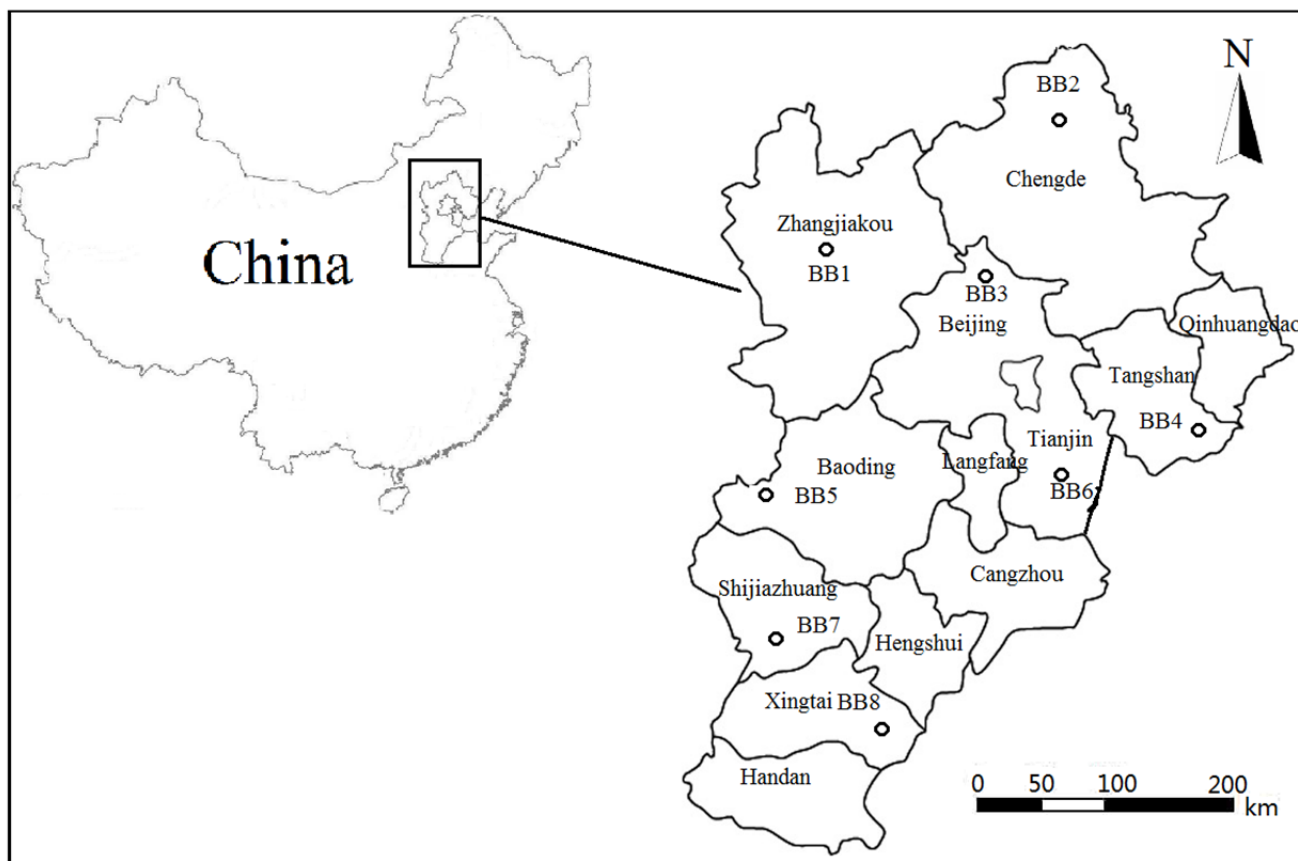 China
N
BB2
Chengde
Zhangjiakou
BB1
BB3
Beijing
Qinhuangdao
Tangshan
BB4
Tianjin
Langfang
Baoding
BB5
BB6
Cangzhou
Shijiazhuang
BB7
Hengshui
Xingtai BB8
Handan
0 50 100 200
km